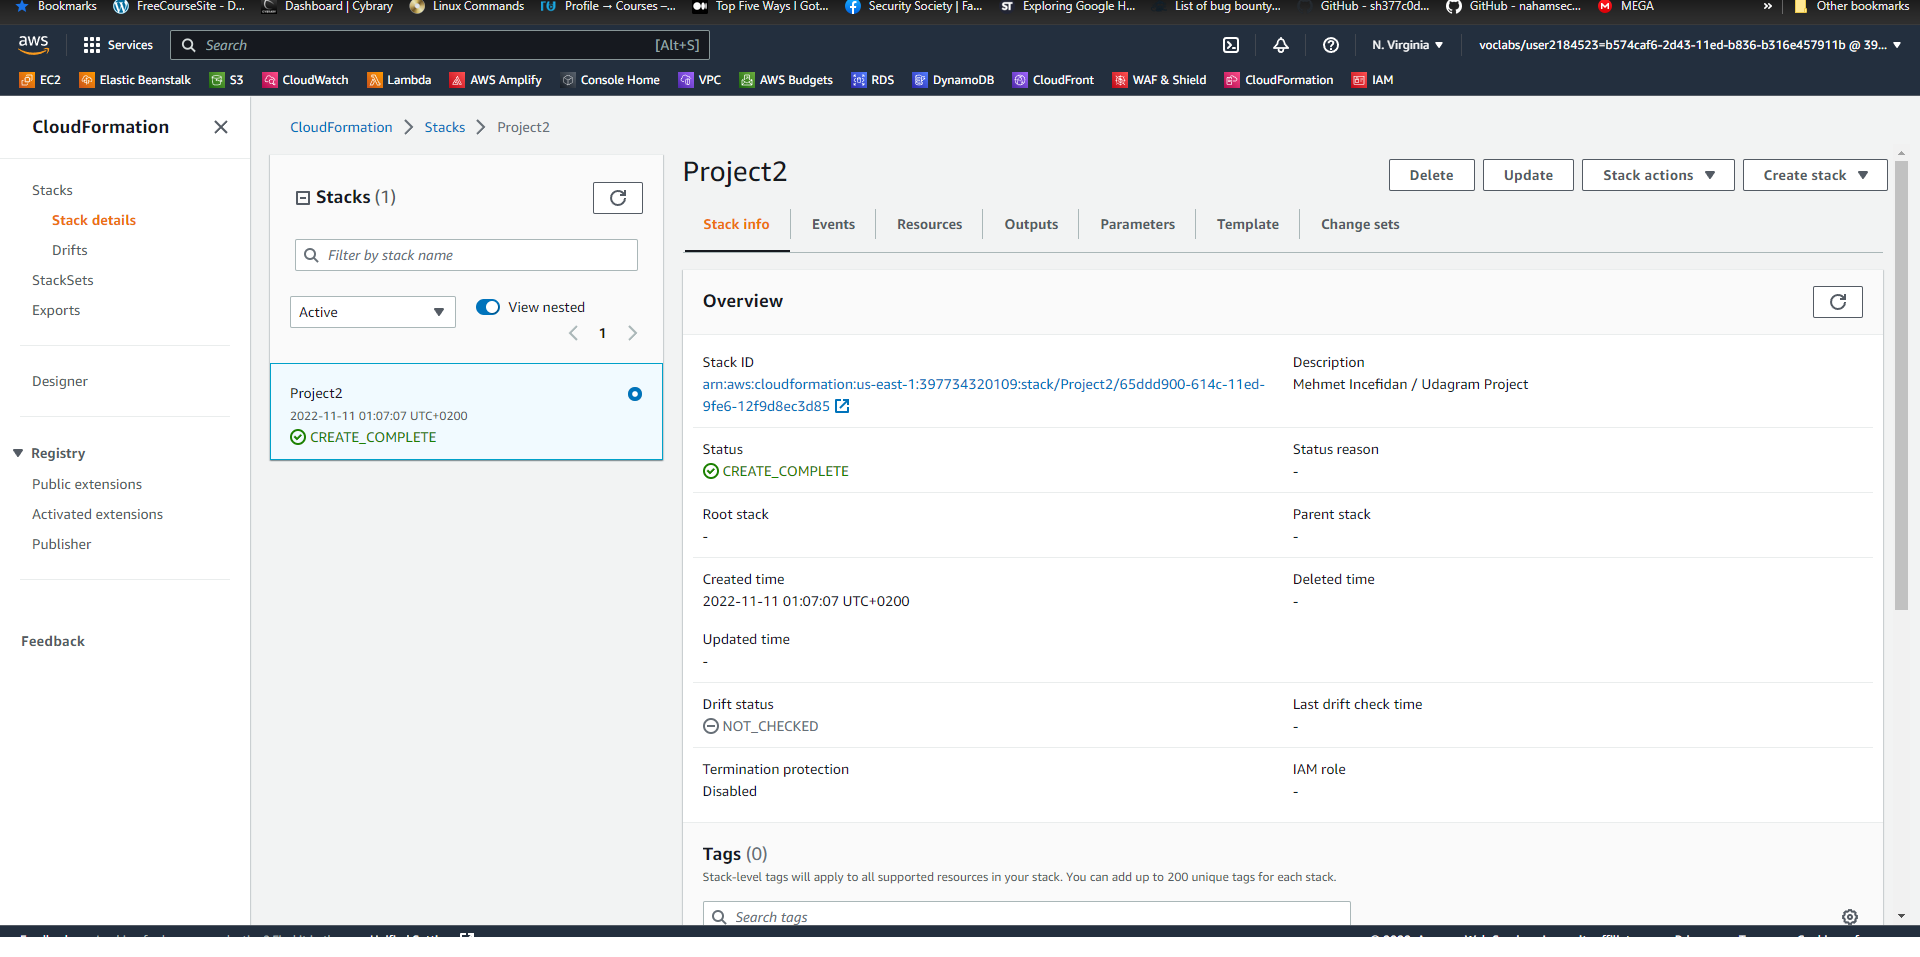 Bookmarks FreeCourseSite - D... Dashboard | Cybrary Linux Commands Profile → Courses –... Top Five Ways I Got... Security Society | Fa... ST Exploring Google H... List of bug bounty... GitHub - sh377c0d... GitHub - nahamsec... M MEGA » Other bookmarks
aws Services Search [Alt+S] N. Virginia voclabs/user2184523=b574caf6-2d43-11ed-b836-b316e457911b @ 39...
EC2 Elastic Beanstalk S3 CloudWatch Lambda AWS Amplify Console Home VPC AWS Budgets RDS DynamoDB CloudFront WAF & Shield CloudFormation IAM
CloudFormation
Stacks
Stack details
Drifts
StackSets
Exports
Designer
Registry
Public extensions
Activated extensions
Publisher
Feedback
CloudFormation Stacks Project2
Stacks (1)
Filter by stack name
Active View nested
1
Project2
2022-11-11 01:07:07 UTC+0200
CREATE_COMPLETE
Project2 Delete Update Stack actions Create stack
Stack info Events Resources Outputs Parameters Template Change sets
Overview
Stack ID
arn:aws:cloudformation:us-east-1:397734320109:stack/Project2/65ddd900-614c-11ed-
9fe6-12f9d8ec3d85
Description
Mehmet Incefidan / Udagram Project
Status
CREATE_COMPLETE
Status reason
-
Root stack
-
Parent stack
-
Created time
2022-11-11 01:07:07 UTC+0200
Deleted time
-
Updated time
-
Drift status
NOT_CHECKED
Last drift check time
-
Termination protection
Disabled
IAM role
-
Tags (0)
Stack-level tags will apply to all supported resources in your stack. You can add up to 200 unique tags for each stack.
Search tags